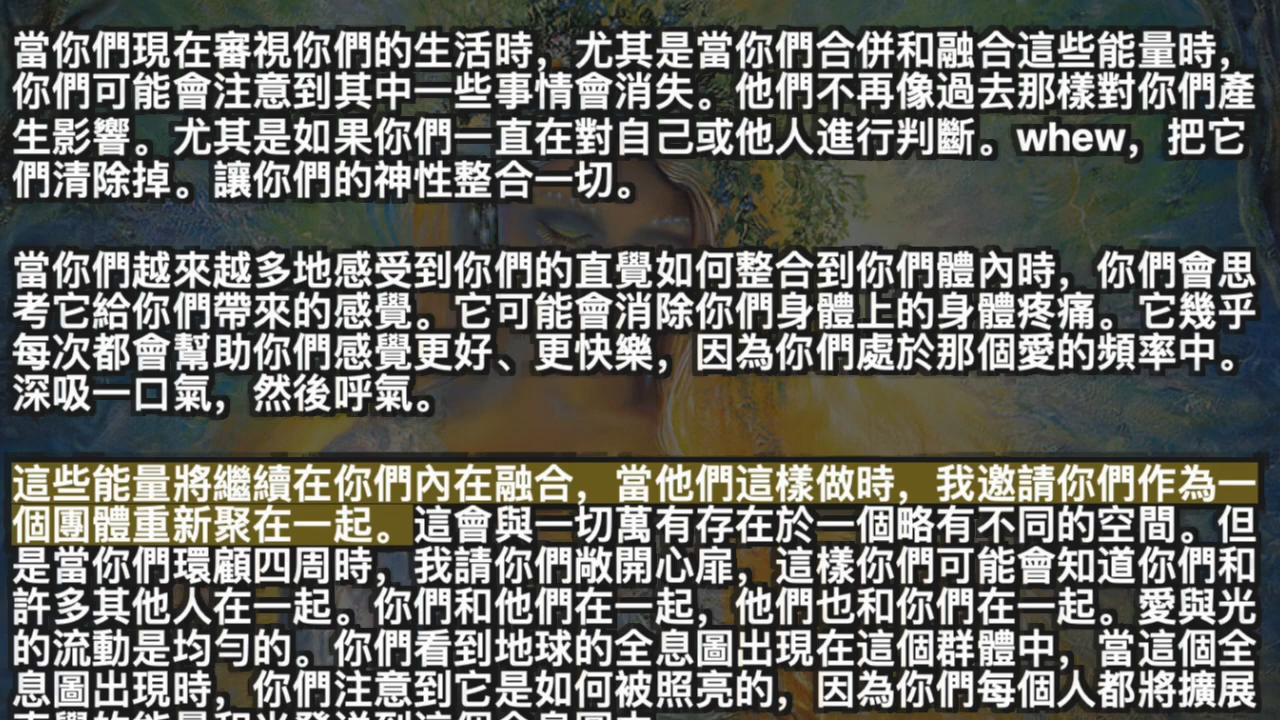 當你們現在審視你們的生活時，尤其是當你們合併和融合這些能量時，
你們可能會注意到其中一些事情會消失。他們不再像過去那樣對你們產
生影響。尤其是如果你們一直在對自己或他人進行判斷。whew，把它
們清除掉。讓你們的神性整合一切。
當你們越來越多地感受到你們的直覺如何整合到你們體內時，你們會思
考它給你們帶來的感覺。它可能會消除你們身體上的身體疼痛。它幾乎
每次都會幫助你們感覺更好、更快樂，因為你們處於那個愛的頻率中。
深吸一口氣，然後呼氣。
這些能量將繼續在你們內在融合，當他們這樣做時，我邀請你們作為一
個團體重新聚在一起。這會與一切萬有存在於一個略有不同的空間。但
是當你們環顧四周時，我請你們敞開心扉，這樣你們可能會知道你們和
許多其他人在一起。你們和他們在一起，他們也和你們在一起。愛與光
的流動是均勻的。你們看到地球的全息圖出現在這個群體中，當這個全
息圖出現時，你們注意到它是如何被照亮的，因為你們每個人都將擴展